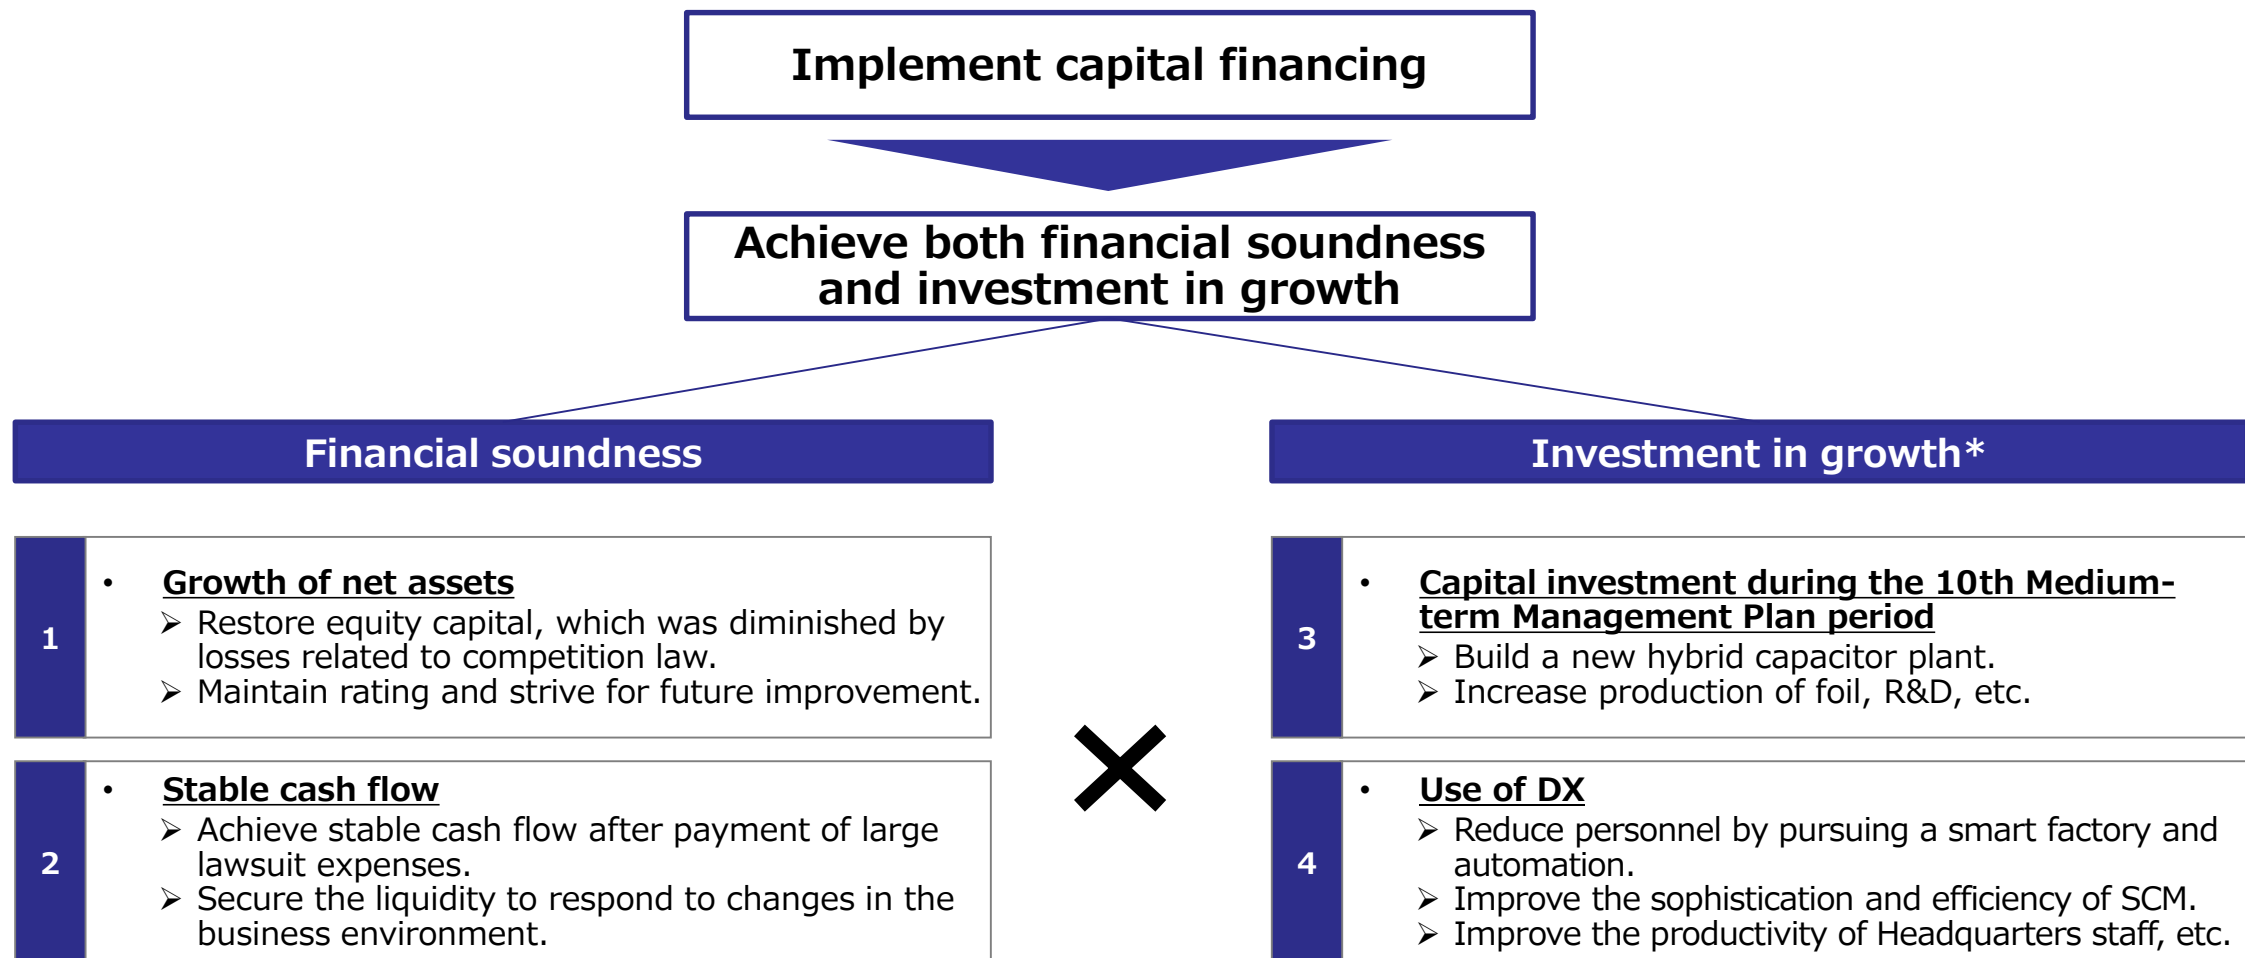 Implement capital financing
Achieve both financial soundness
and investment in growth
Financial soundness
1
• Growth of net assets
➢ Restore equity capital, which was diminished by
losses related to competition law.
➢ Maintain rating and strive for future improvement.
2
• Stable cash flow
➢ Achieve stable cash flow after payment of large
lawsuit expenses.
➢ Secure the liquidity to respond to changes in the
business environment.
×
Investment in growth*
3
• Capital investment during the 10th Medium-
term Management Plan period
➢ Build a new hybrid capacitor plant.
➢ Increase production of foil, R&D, etc.
4
• Use of DX
➢ Reduce personnel by pursuing a smart factory and
automation.
➢ Improve the sophistication and efficiency of SCM.
➢ Improve the productivity of Headquarters staff, etc.